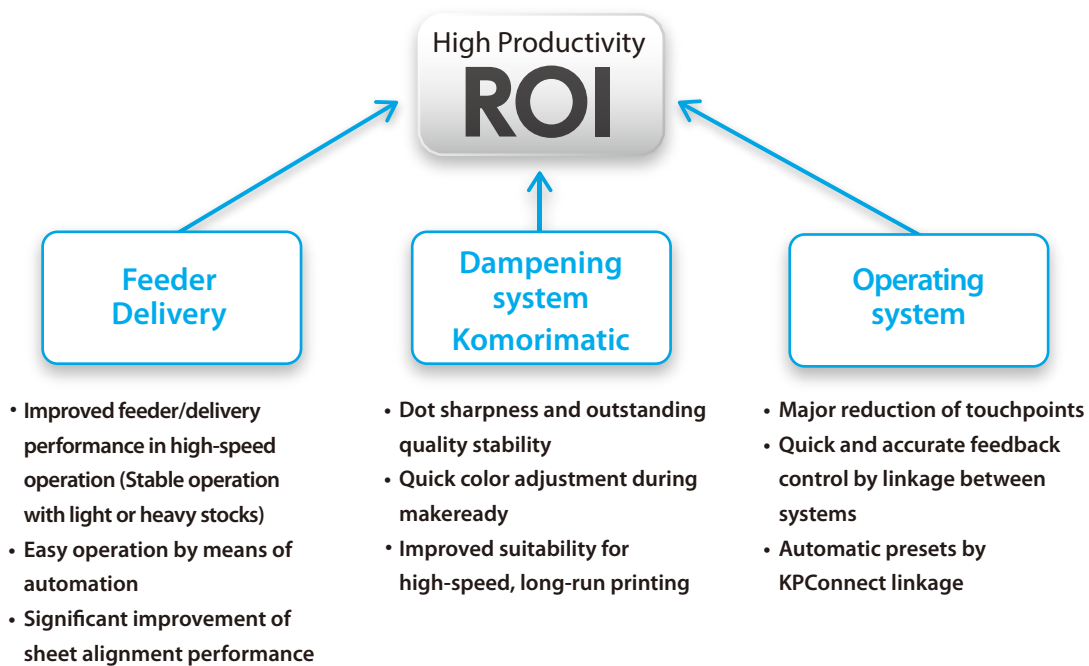 High Productivity
ROI
Feeder
Delivery
Dampening
system
Komorimatic
Operating
system
• Improved feeder/delivery
performance in high-speed
operation (Stable operation
with light or heavy stocks)
• Easy operation by means of
automation
• Significant improvement of
sheet alignment performance
• Dot sharpness and outstanding
quality stability
• Quick color adjustment during
makeready
• Improved suitability for
high-speed, long-run printing
• Major reduction of touchpoints
• Quick and accurate feedback
control by linkage between
systems
• Automatic presets by
KPConnect linkage